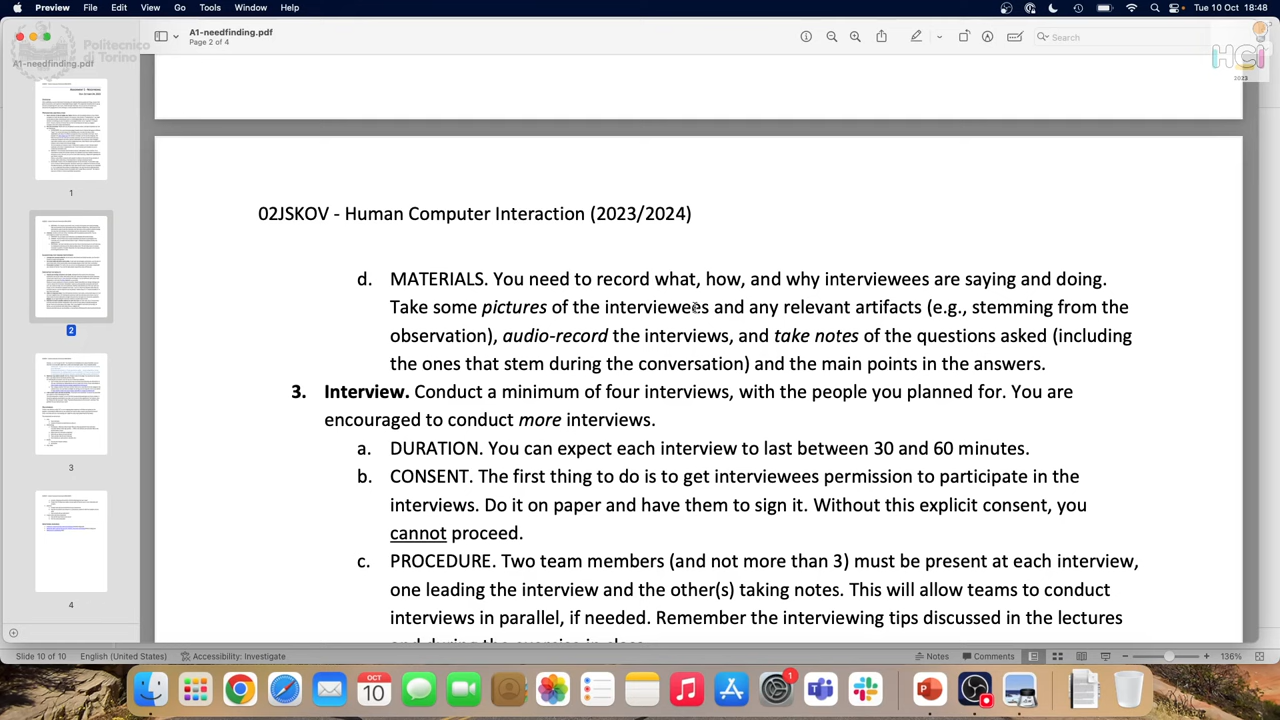 Preview File Edit View Go Tools Window Help
Tue 10 Oct 18:48
A1-needfinding.pdf
Page 2 of 4
Search
Politecnico
di Torino
HCI
2023
A1-needfinding.pdf
1
2
3
4
02JSKOV - Human Computer Interaction (2023/2024)
d. MATERIALS. You need to record what, how, and why interviewees are saying and doing.
Take some pictures of the interviewees and any relevant artifacts (e.g., stemming from the
observation), audio-record the interviews, and take notes of the questions asked (including
the ones that stem during the conversation) and the main points in the answers.
3. Interview. Conduct a minimum of four interviews, with the people you planned for. You are
encouraged to conduct more interviews.
a. DURATION. You can expect each interview to last between 30 and 60 minutes.
b. CONSENT. The first thing to do is to get interviewees permission to participate in the
interviews. Do it on paper and have them to sign it. Without this explicit consent, you
cannot proceed.
c. PROCEDURE. Two team members (and not more than 3) must be present at each interview,
one leading the interview and the other(s) taking notes. This will allow teams to conduct
interviews in parallel, if needed. Remember the interviewing tips discussed in the lectures
Slide 10 of 10 English (United States) Accessibility: Investigate Notes Comments 136%
OCT
10
1